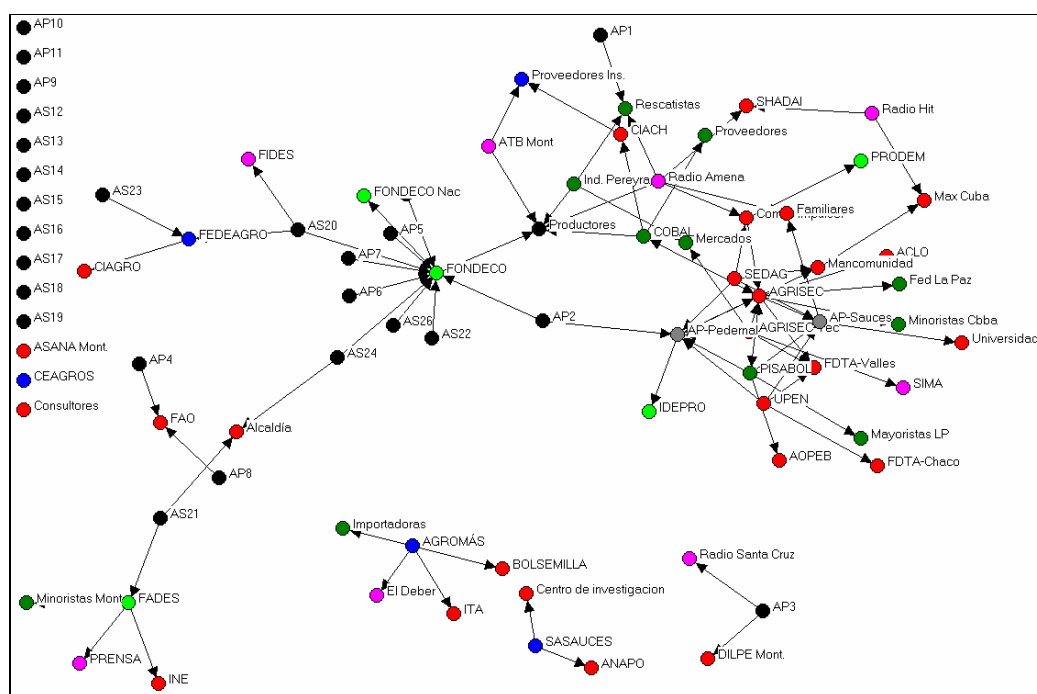 AP10
AP11
AP9
AS12
AS13
AS14
AS15
AS16
AS17
AS18
AS19
ASANA Mont.
CEAGROS
Consultores
AP1
Proveedores Ins.
Rescatistas
SHADAI
Radio Hit
CIACH
Proveedores
ATB Mont
FIDES
PRODEM
Ind. Pereyra
Radio Amena
AS23
FONDECO Nac
Max Cuba
Familiares
AS20
AP5
Productores
COBAL
Mercados
FEDEAGRO
ACLO
AP7
CIAGRO
FONDECO
Mancomunidad
SEDAG
Fed La Paz
AP6
AGRISEC
AS26
AS22
AP2
AP-Pedernal
AGRISEC Tec
AP-Sauces
Minoristas Cbba
Universidad
AS24
AP4
PISABOL
FDTA-Valles
SIMA
UPEN
IDEPRO
FAO
Alcaldía
Mayoristas LP
AOPEB
FDTA-Chaco
AP8
AS21
Importadoras
AGROMÁS
Radio Santa Cruz
BOLSEMILLA
El Deber
Centro de investigacion
Minoristas Mont
FADES
ITA
AP3
SASAUCES
PRENSA
ANAPO
DILPE Mont.
INE